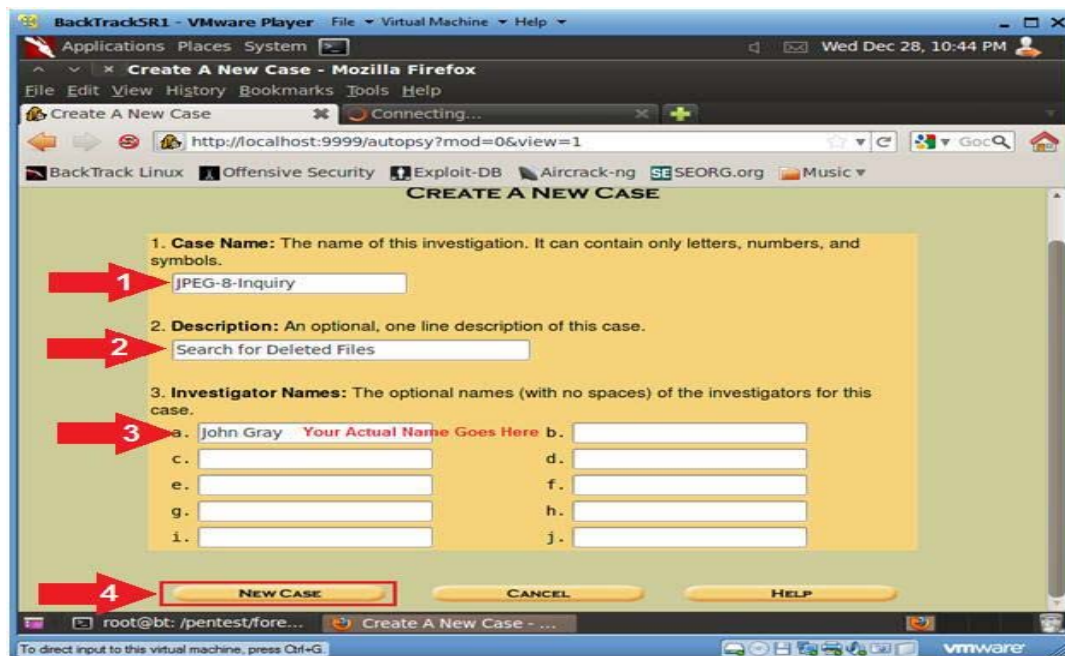 BackTrack5R1 - VMware Player File Virtual Machine Help
Applications Places System Wed Dec 28, 10:44 PM
Create A New Case - Mozilla Firefox
File Edit View History Bookmarks Tools Help
Create A New Case Connecting...
http://localhost:9999/autopsy?mod=0&view=1
BackTrack Linux Offensive Security Exploit-DB Aircrack-ng SE SEORG.org Music
CREATE A NEW CASE
1. Case Name: The name of this investigation. It can contain only letters, numbers, and
symbols.
1 JPEG-8-Inquiry
2. Description: An optional, one line description of this case.
2 Search for Deleted Files
3. Investigator Names: The optional names (with no spaces) of the investigators for this
case.
3 a. John Gray Your Actual Name Goes Here b.
c. d.
e. f.
g. h.
i. j.
4 NEW CASE CANCEL HELP
root@bt: /pentest/fore... Create A New Case - ...
To direct input to this virtual machine, press Ctrl+G. vmware